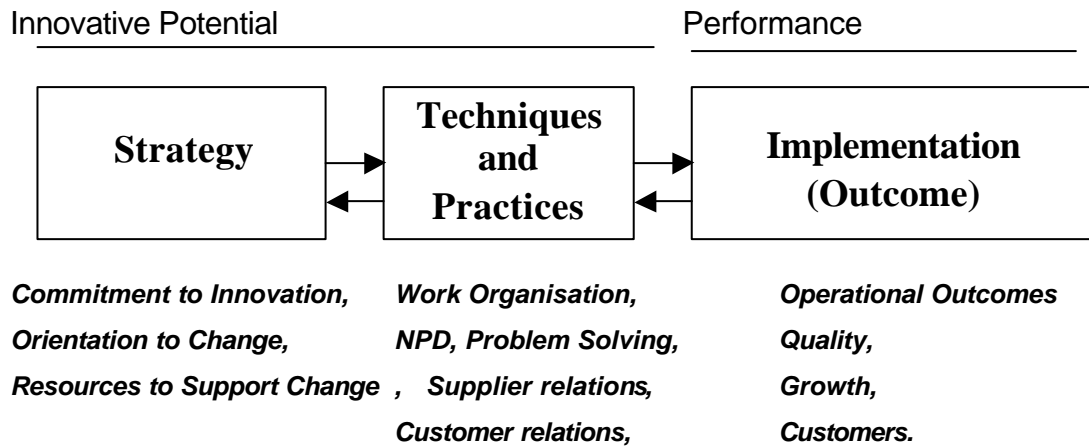 Innovative Potential
Performance
Strategy
Techniques
and
Practices
Implementation
(Outcome)
Commitment to Innovation,
Orientation to Change,
Resources to Support Change ,
Work Organisation,
NPD, Problem Solving,
Supplier relations,
Customer relations,
Operational Outcomes
Quality,
Growth,
Customers.